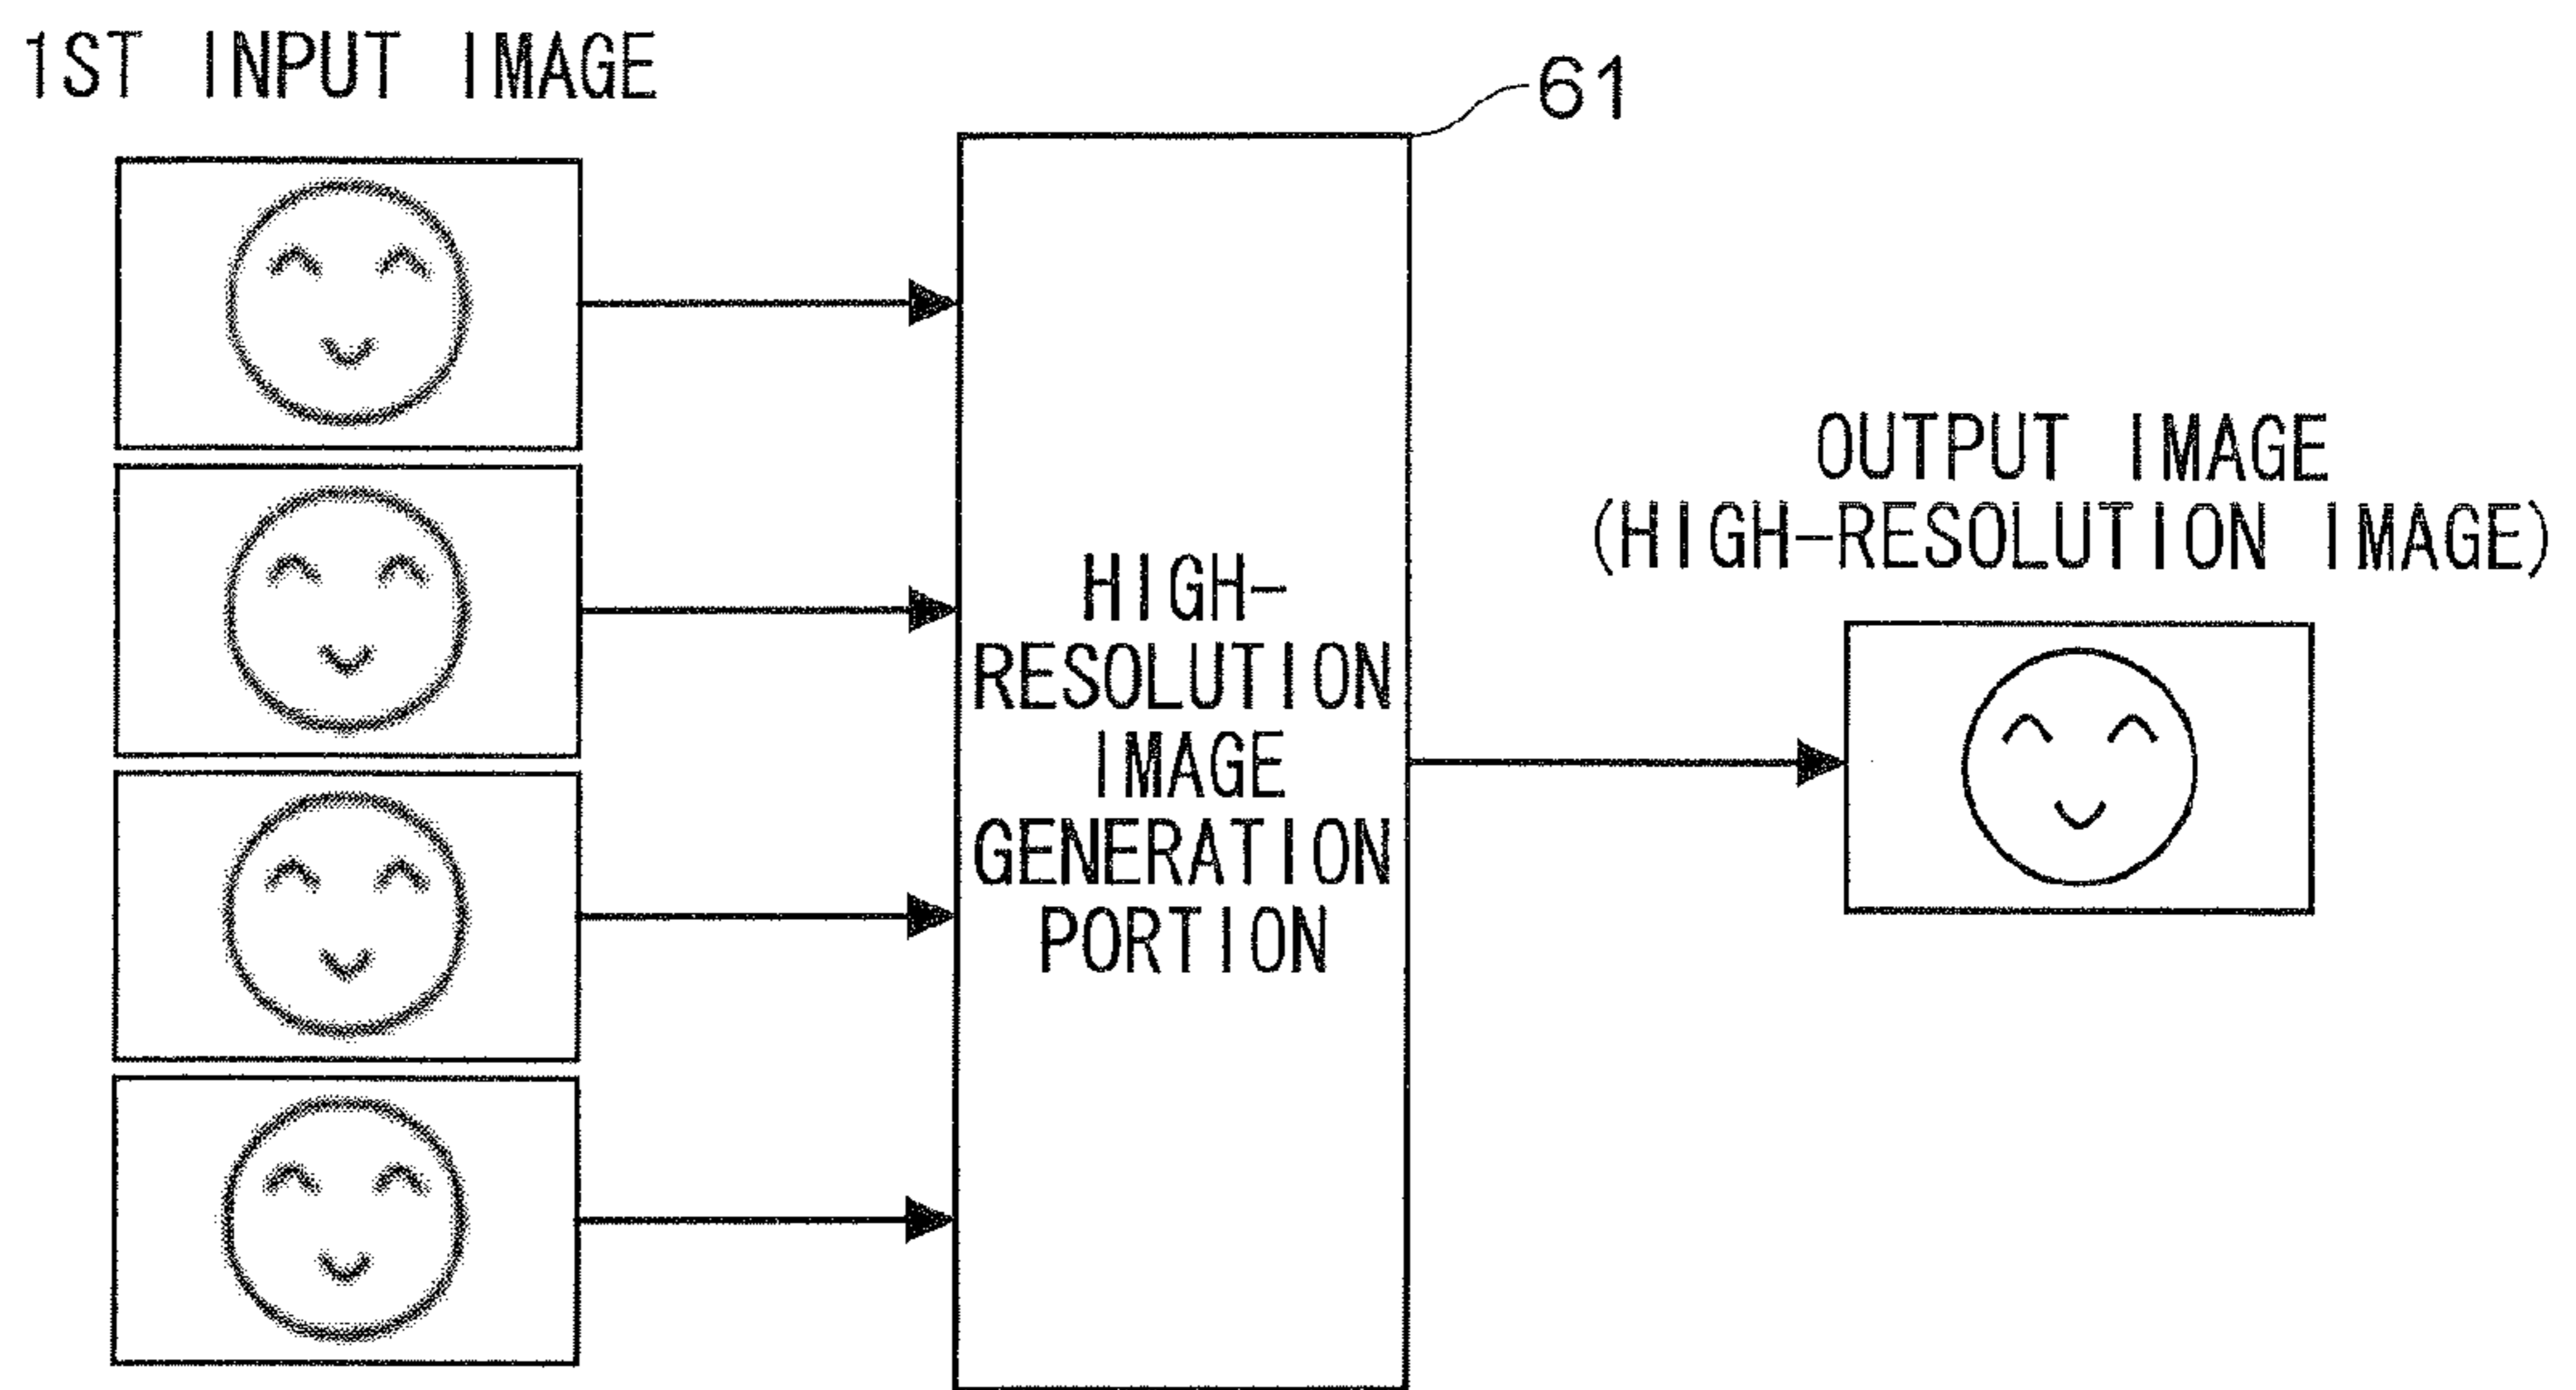 1ST INPUT IMAGE
61
HIGH-
RESOLUTION
IMAGE
GENERATION
PORTION
OUTPUT IMAGE
(HIGH-RESOLUTION IMAGE)